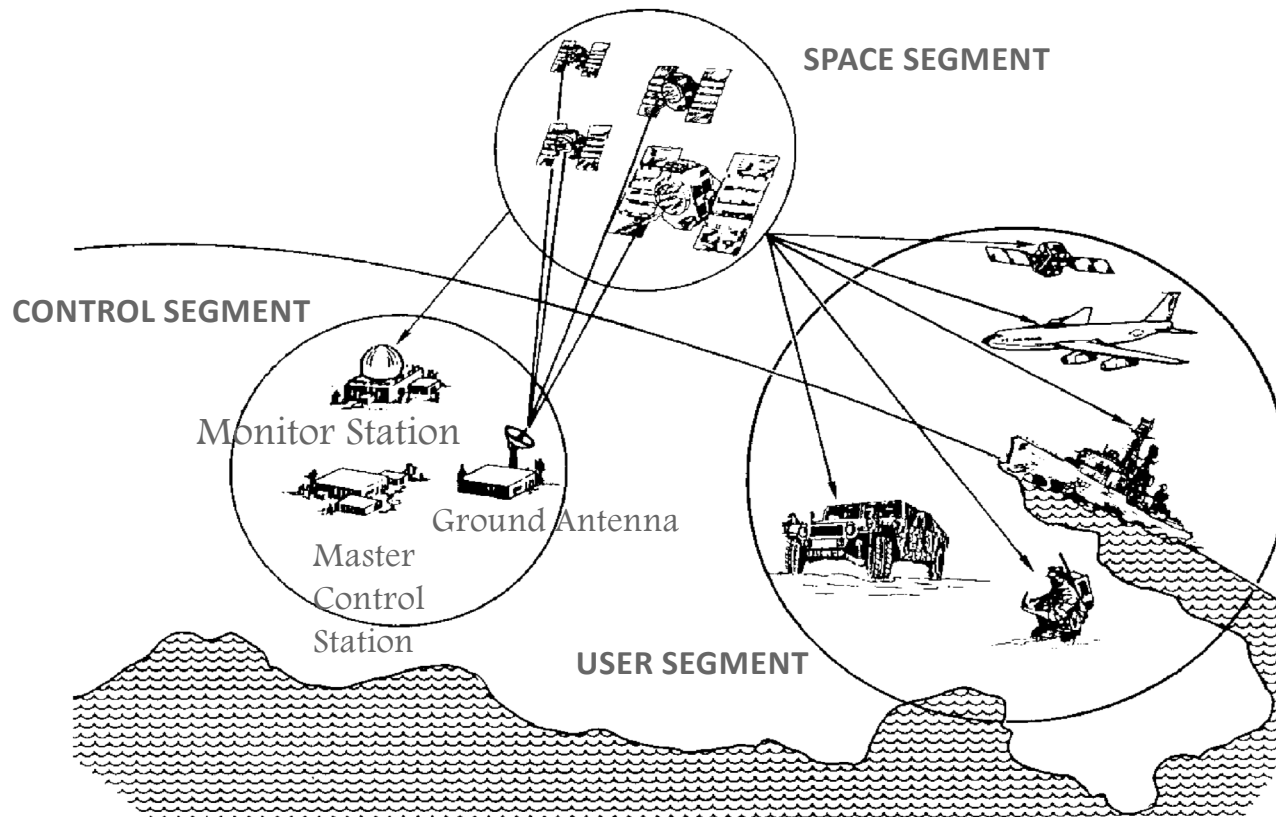 SPACE SEGMENT
CONTROL SEGMENT
Monitor Station
Ground Antenna
Master
Control
Station
USER SEGMENT